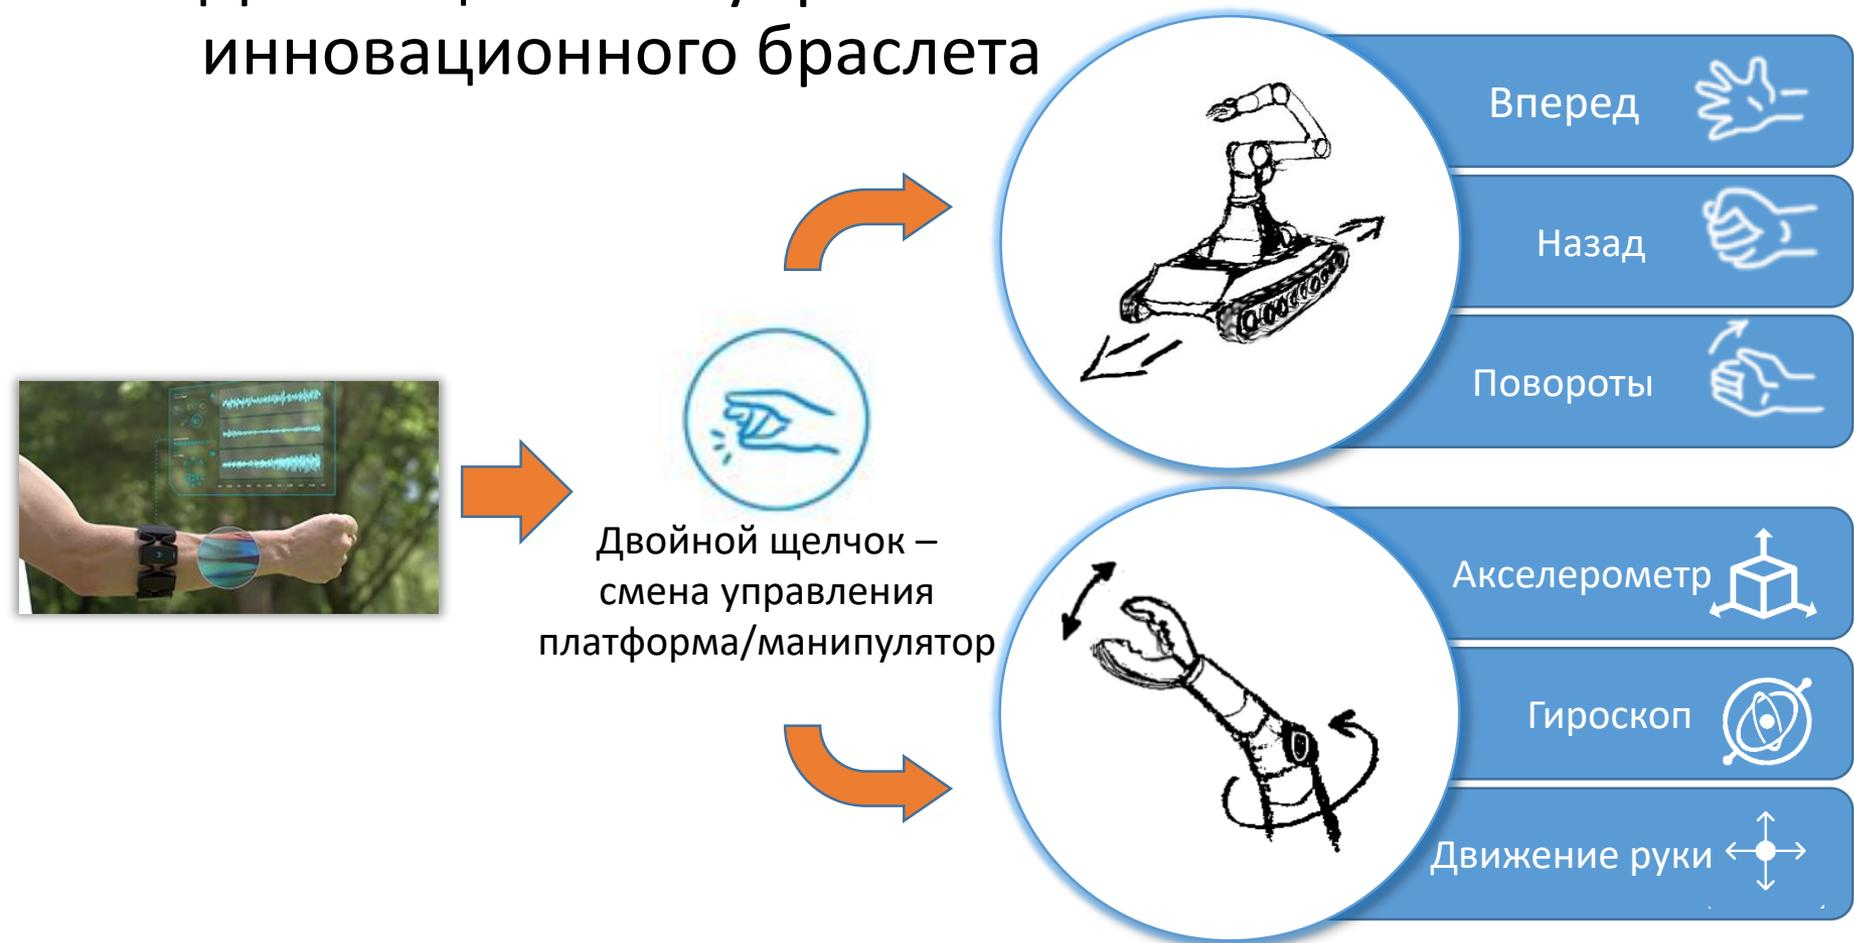 инновационного браслета
Вперед
Назад
Повороты
Двойной щелчок –
смена управления
платформа/манипулятор
Акселерометр
Гироскоп
Движение руки